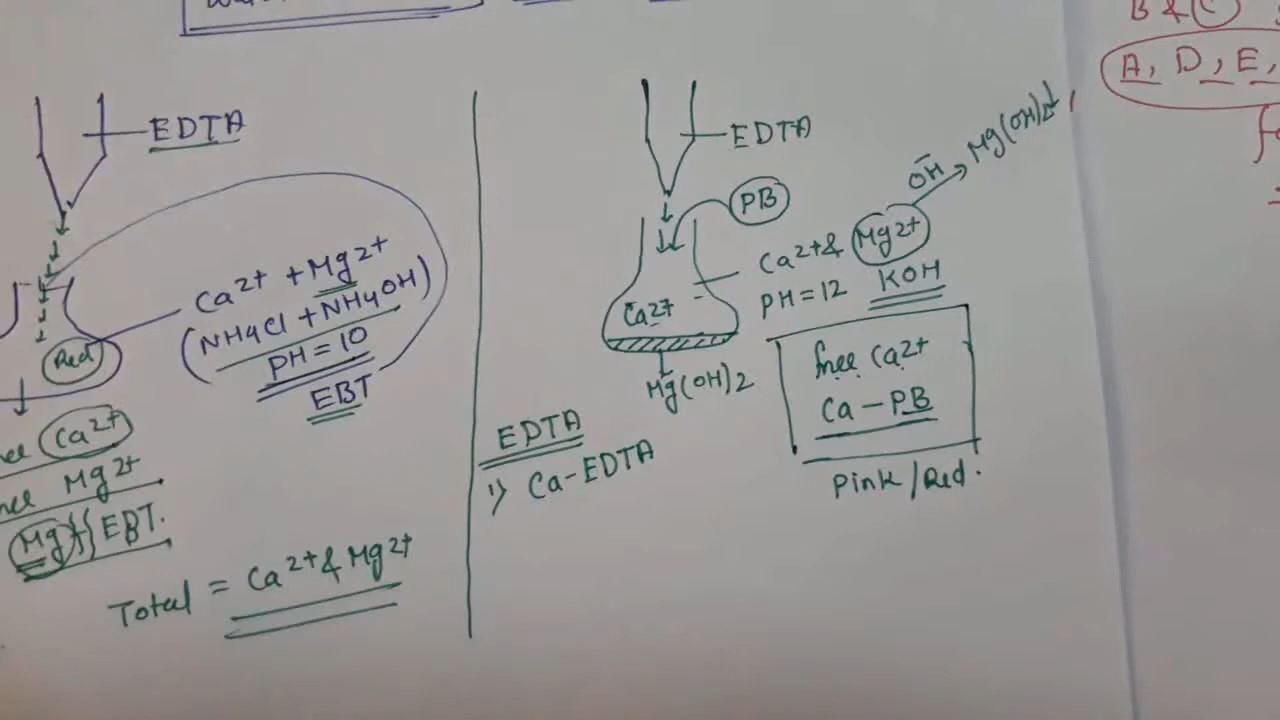 EDTA
Ca2+ + Mg2+
(NH4Cl + NH4OH)
PH = 10
EBT
Red
Ca2+
Mg2+
Mg EBT.
Total = Ca2+ & Mg2+
EDTA
PB
OH-
Mg(OH)2↓
Ca2+ & Mg2+
PH = 12 KOH
Ca2+
Mg(OH)2
free Ca2+
Ca - PB
Pink / Red.
EDTA
1) Ca-EDTA
B & C
A, D, E,